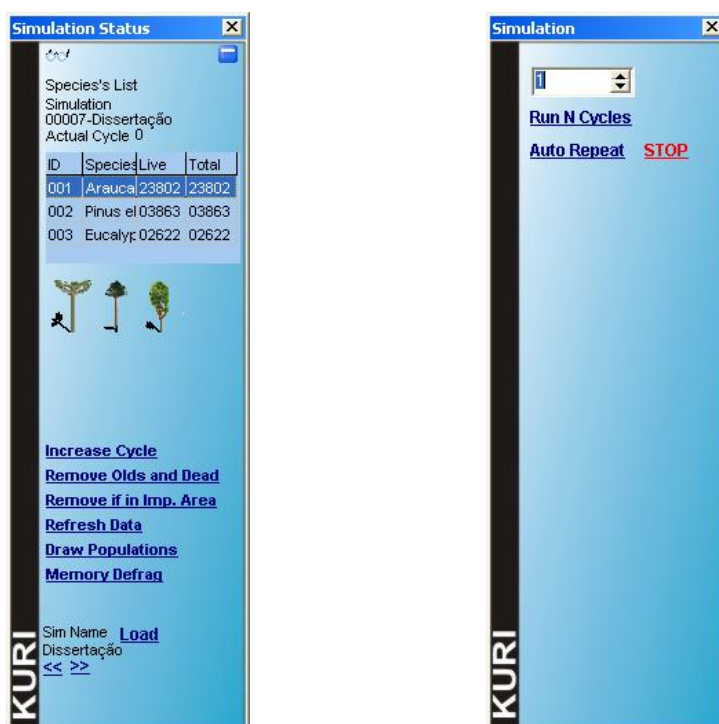 Simulation Status
Species's List
Simulation
00007-Dissertação
Actual Cycle 0
ID Species Live Total
001 Arauca 23802 23802
002 Pinus el 03863 03863
003 Eucalyp 02622 02622
Increase Cycle
Remove Olds and Dead
Remove if in Imp. Area
Refresh Data
Draw Populations
Memory Defrag
Sim Name Load
Dissertação
<< >>
KURI
Simulation
1
Run N Cycles
Auto Repeat STOP
KURI